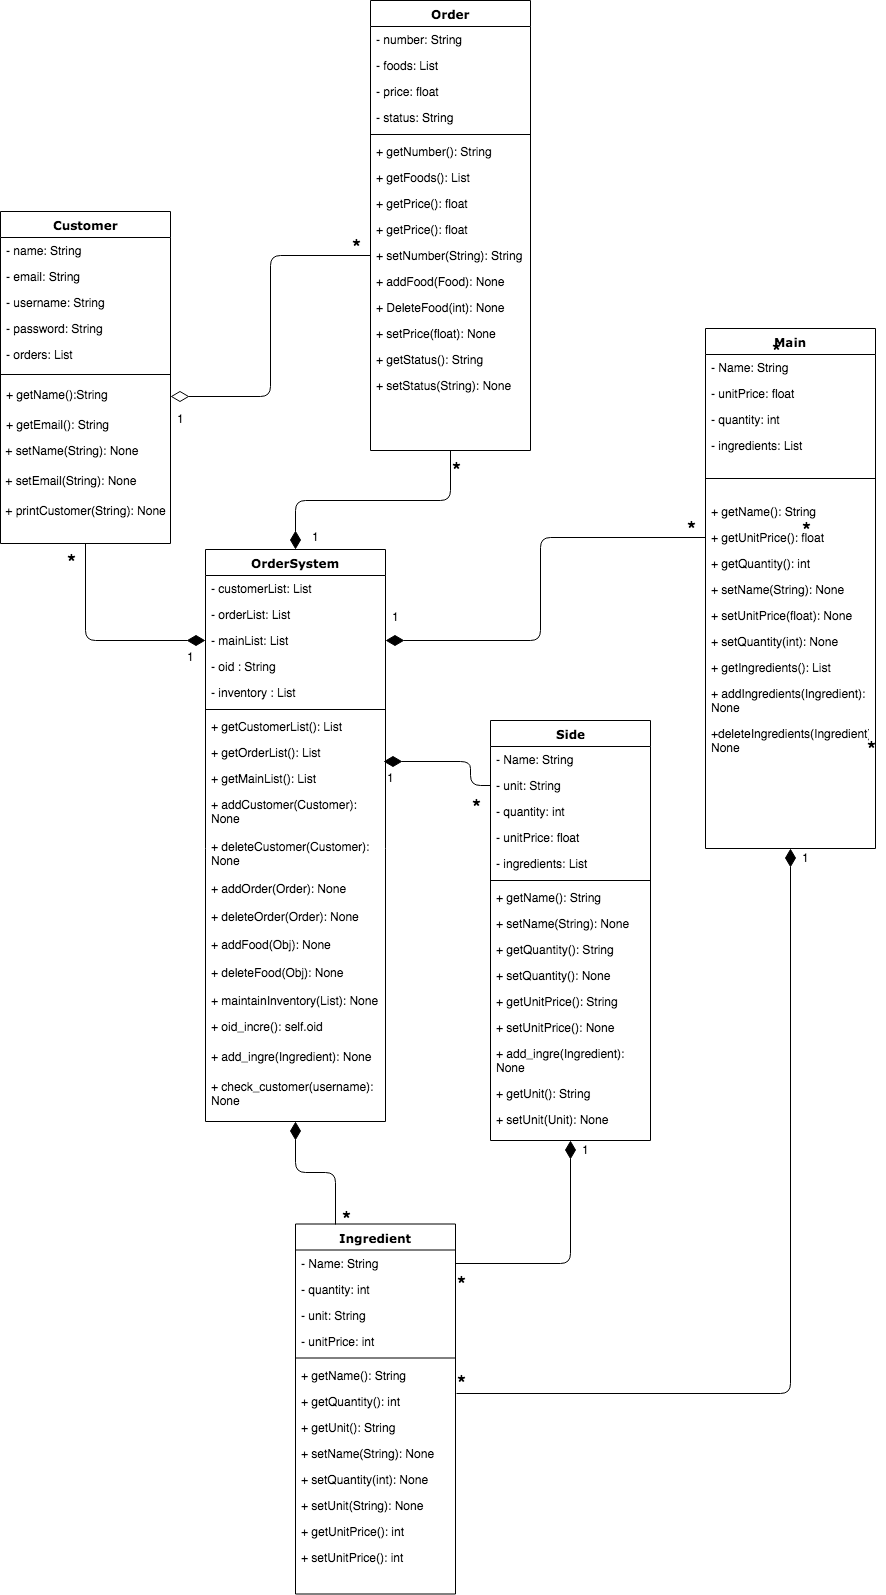 Order
- number: String
- foods: List
- price: float
- status: String
+ getNumber(): String
+ getFoods(): List
+ getPrice(): float
+ getPrice(): float
+ setNumber(String): String
+ addFood(Food): None
+ DeleteFood(int): None
+ setPrice(float): None
+ getStatus(): String
+ setStatus(String): None
*
Customer
- name: String
- email: String
- username: String
- password: String
- orders: List
+ getName():String
+ getEmail(): String
+ setName(String): None
+ setEmail(String): None
+ printCustomer(String): None
*
1
*
1
1
OrderSystem
- customerList: List
- orderList: List
- mainList: List
- oid : String
- inventory : List
+ getCustomerList(): List
+ getOrderList(): List
+ getMainList(): List
+ addCustomer(Customer):
None
+ deleteCustomer(Customer):
None
+ addOrder(Order): None
+ deleteOrder(Order): None
+ addFood(Obj): None
+ deleteFood(Obj): None
+ maintainInventory(List): None
+ oid_incre(): self.oid
+ add_ingre(Ingredient): None
+ check_customer(username):
None
1
*
1
*
Main
*
- Name: String
- unitPrice: float
- quantity: int
- ingredients: List
+ getName(): String
*
+ getUnitPrice(): float
+ getQuantity(): int
+ setName(String): None
+ setUnitPrice(float): None
+ setQuantity(int): None
+ getIngredients(): List
+ addIngredients(Ingredient):
None
+deleteIngredients(Ingredient
None
*
1
Side
- Name: String
- unit: String
- quantity: int
- unitPrice: float
- ingredients: List
+ getName(): String
+ setName(String): None
+ getQuantity(): String
+ setQuantity(): None
+ getUnitPrice(): String
+ setUnitPrice(): None
+ add_ingre(Ingredient):
None
+ getUnit(): String
+ setUnit(Unit): None
1
*
Ingredient
- Name: String
- quantity: int
- unit: String
- unitPrice: int
+ getName(): String
+ getQuantity(): int
+ getUnit(): String
+ setName(String): None
+ setQuantity(int): None
+ setUnit(String): None
+ getUnitPrice(): int
+ setUnitPrice(): int
*
*